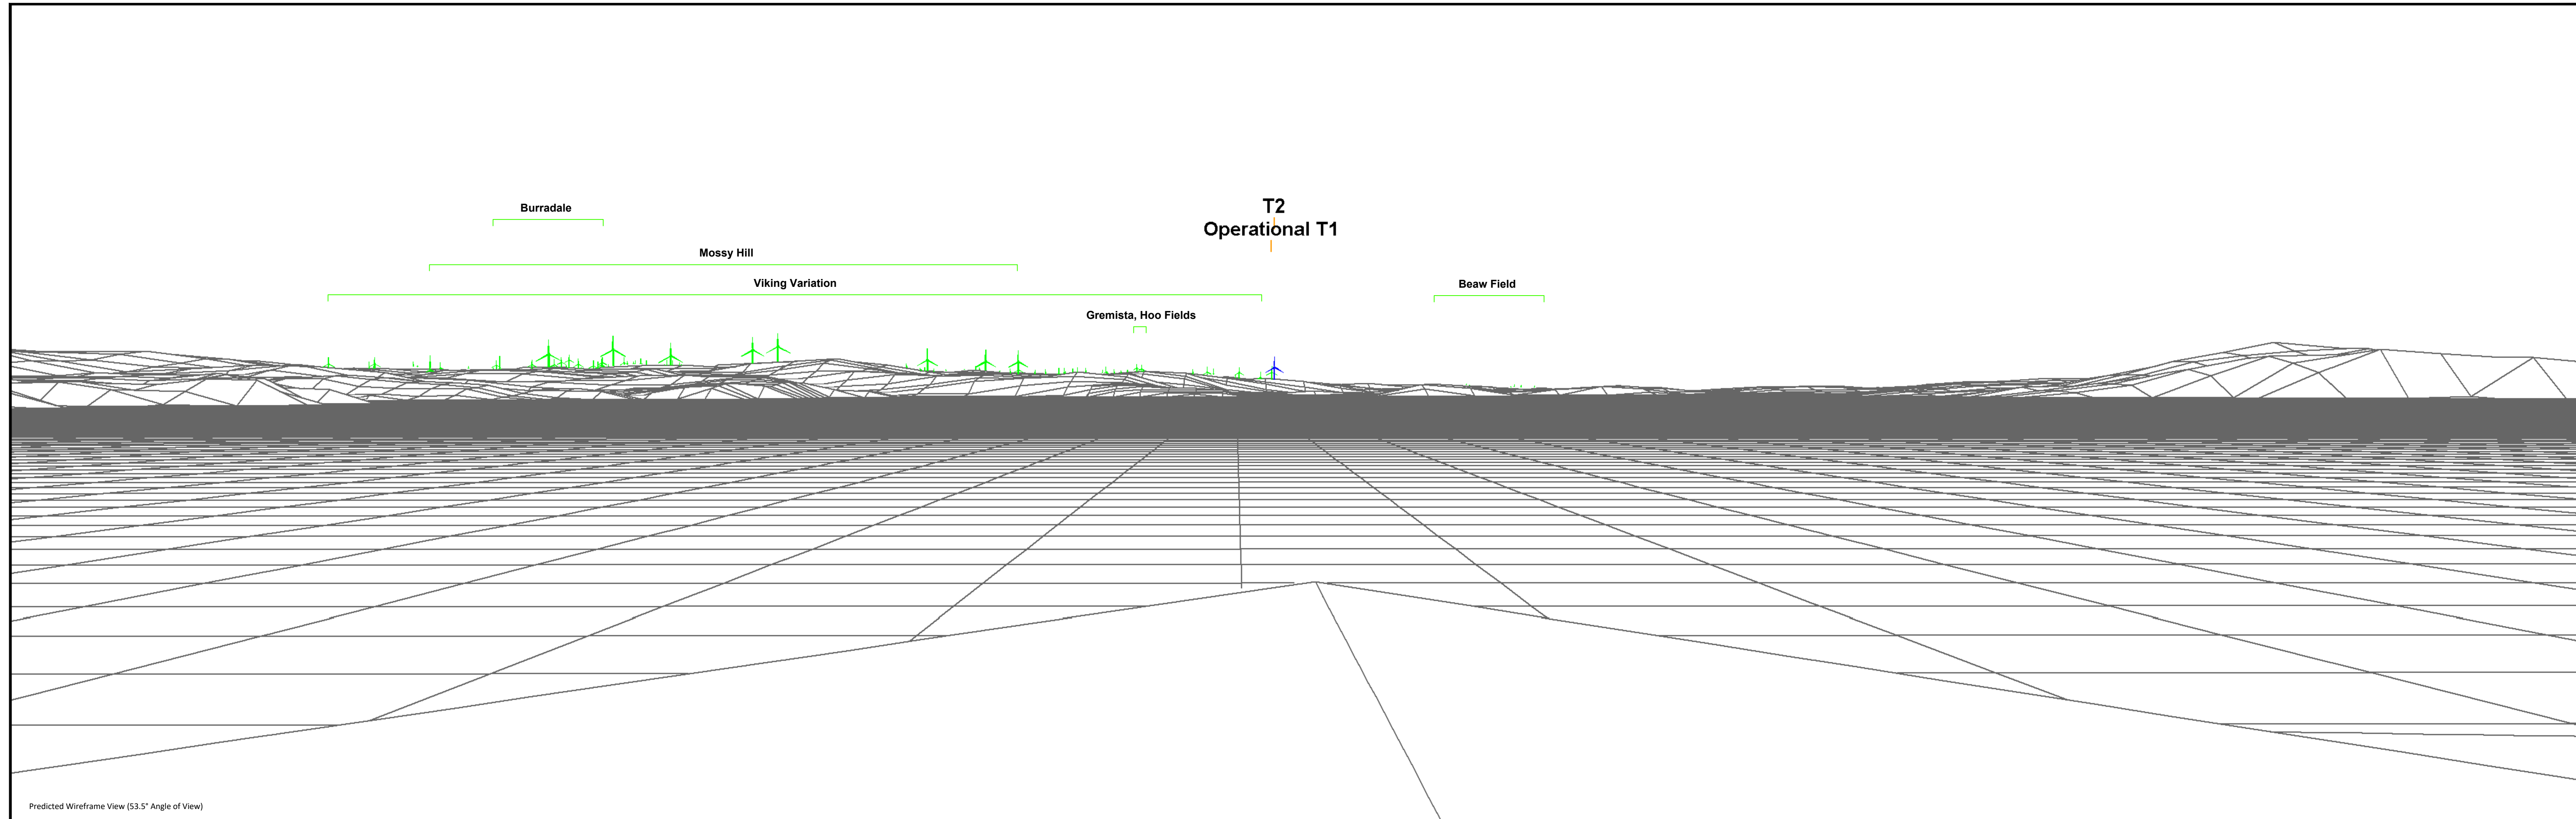 Burradale
T2
Operational T1
Mossy Hill
Viking Variation
Beaw Field
Gremista, Hoo Fields
Predicted Wireframe View (53.5° Angle of View)